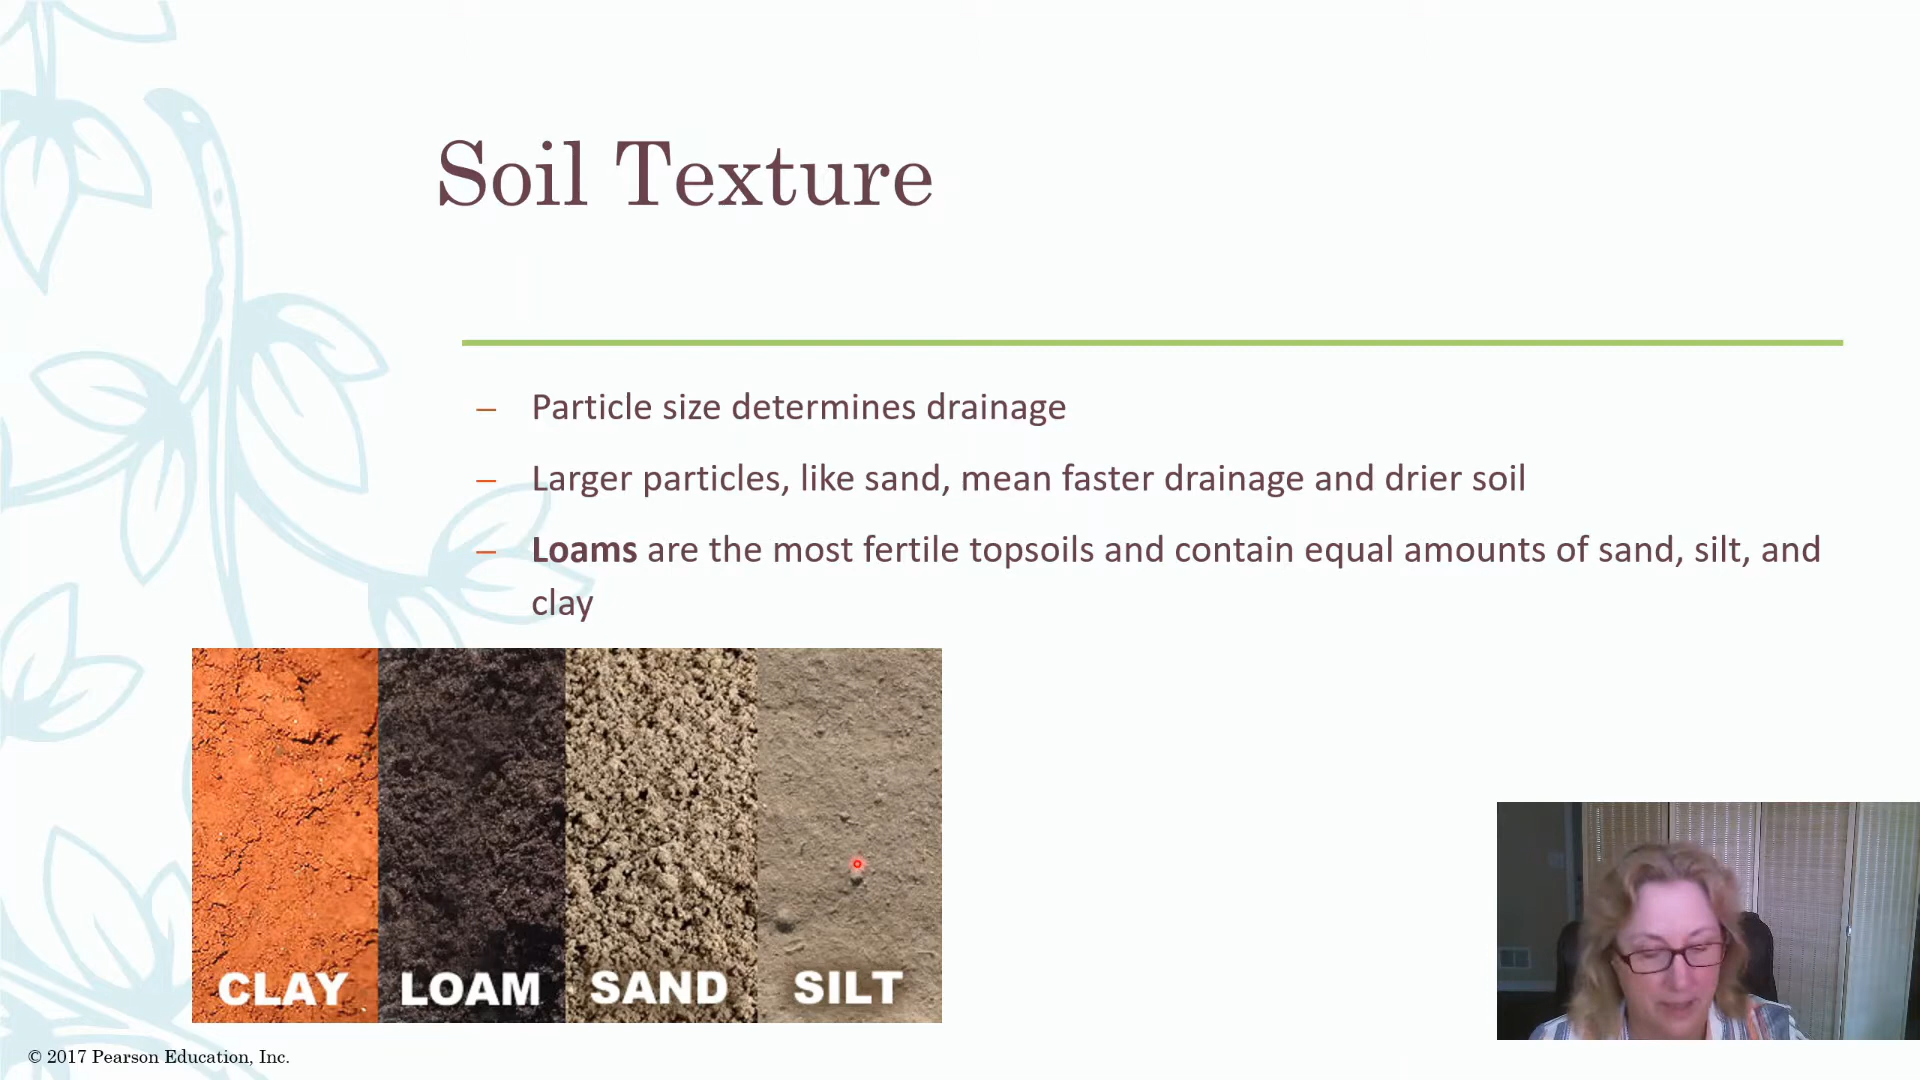 Soil Texture
– Particle size determines drainage
– Larger particles, like sand, mean faster drainage and drier soil
– Loams are the most fertile topsoils and contain equal amounts of sand, silt, and
clay
CLAY LOAM SAND SILT
© 2017 Pearson Education, Inc.